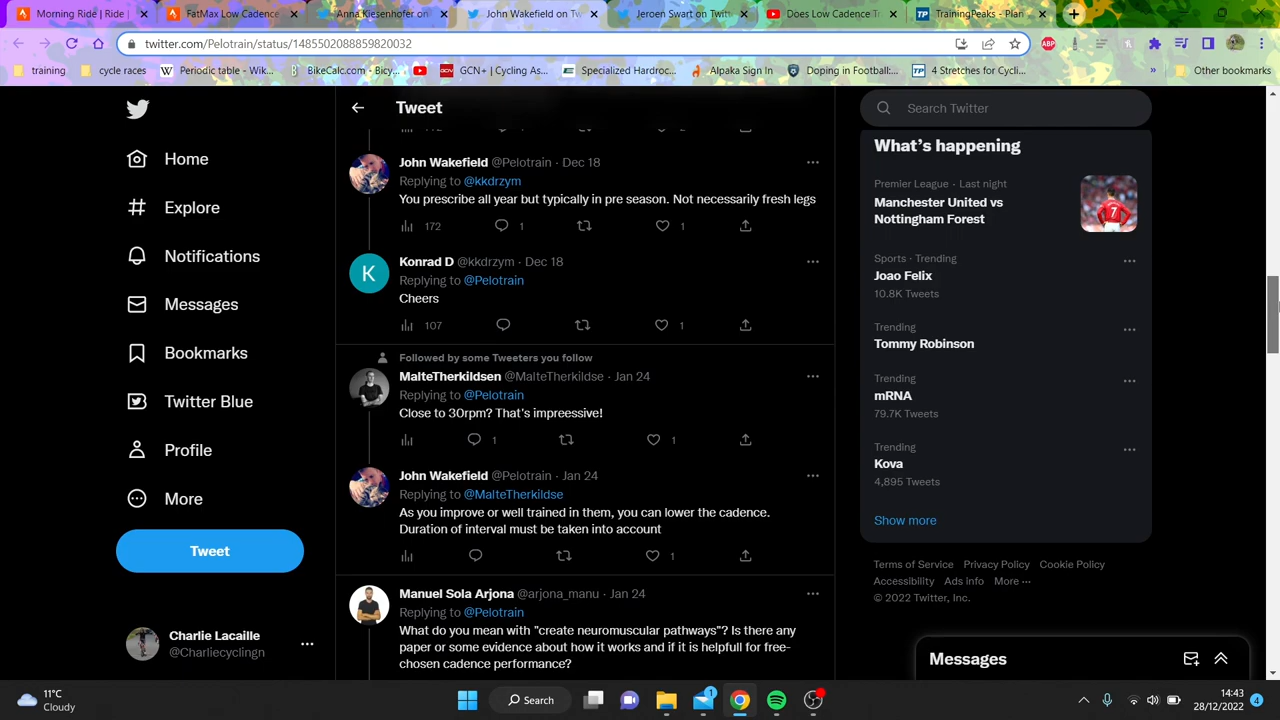 Morning Ride | Ride |
FatMax Low Cadence
Anna Kiesenhofer on
John Wakefield on Tw
Jeroen Swart on Twitt
Does Low Cadence Tr
TrainingPeaks - Plan
twitter.com/Pelotrain/status/1485502088859820032
ABP
training
cycle races
Periodic table - Wik...
BikeCalc.com - Bicy...
GCN+ | Cycling As...
Specialized Hardroc...
Alpaka Sign In
Doping in Football:...
4 Stretches for Cycli...
»
Other bookmarks
Home
Explore
Notifications
Messages
Bookmarks
Twitter Blue
Profile
More
Tweet
Charlie Lacaille
@Charliecyclingn
Tweet
John Wakefield @Pelotrain · Dec 18
Replying to @kkdrzym
You prescribe all year but typically in pre season. Not necessarily fresh legs
172 1 1
K
Konrad D @kkdrzym · Dec 18
Replying to @Pelotrain
Cheers
107 1
Followed by some Tweeters you follow
MalteTherkildsen @MalteTherkildse · Jan 24
Replying to @Pelotrain
Close to 30rpm? That's impreessive!
1 1
John Wakefield @Pelotrain · Jan 24
Replying to @MalteTherkildse
As you improve or well trained in them, you can lower the cadence.
Duration of interval must be taken into account
1
Manuel Sola Arjona @arjona_manu · Jan 24
Replying to @Pelotrain
What do you mean with "create neuromuscular pathways"? Is there any
paper or some evidence about how it works and if it is helpfull for free-
chosen cadence performance?
Search Twitter
What's happening
Premier League · Last night
Manchester United vs
Nottingham Forest
Sports · Trending
Joao Felix
10.8K Tweets
Trending
Tommy Robinson
Trending
mRNA
79.7K Tweets
Trending
Kova
4,895 Tweets
Show more
Terms of Service Privacy Policy Cookie Policy
Accessibility Ads info More ···
© 2022 Twitter, Inc.
Messages
11°C
Cloudy
Search
1
14:43
28/12/2022
4